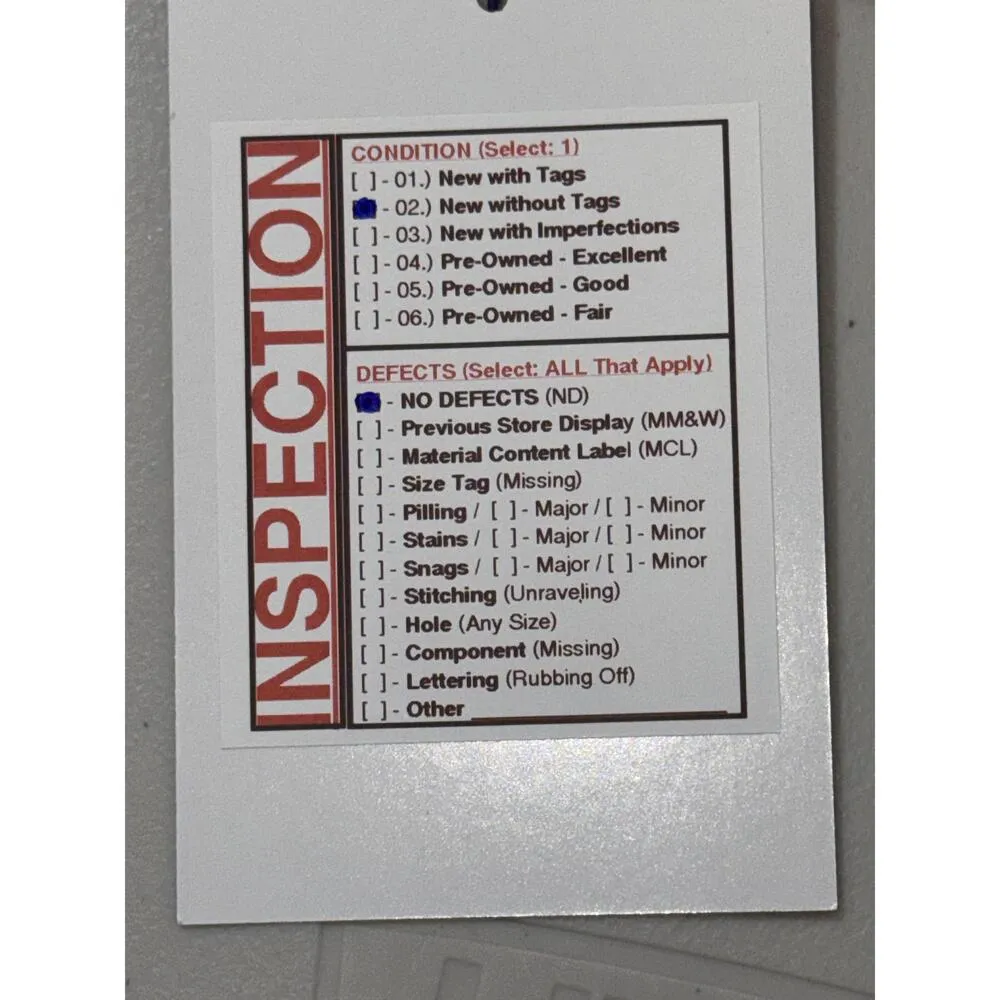 INSPECTION
CONDITION (Select: 1)
[ ] - 01.) New with Tags
- 02.) New without Tags
[ ] - 03.) New with Imperfections
[ ] - 04.) Pre-Owned - Excellent
[ ] - 05.) Pre-Owned - Good
[ ] - 06.) Pre-Owned - Fair
DEFECTS (Select: ALL That Apply)
- NO DEFECTS (ND)
[ ] - Previous Store Display (MM&W)
[ ] - Material Content Label (MCL)
[ ] - Size Tag (Missing)
[ ] - Pilling / [ ] - Major / [ ] - Minor
[ ] - Stains / [ ] - Major / [ ] - Minor
[ ] - Snags / [ ] - Major / [ ] - Minor
[ ] - Stitching (Unraveling)
[ ] - Hole (Any Size)
[ ] - Component (Missing)
[ ] - Lettering (Rubbing Off)
[ ] - Other